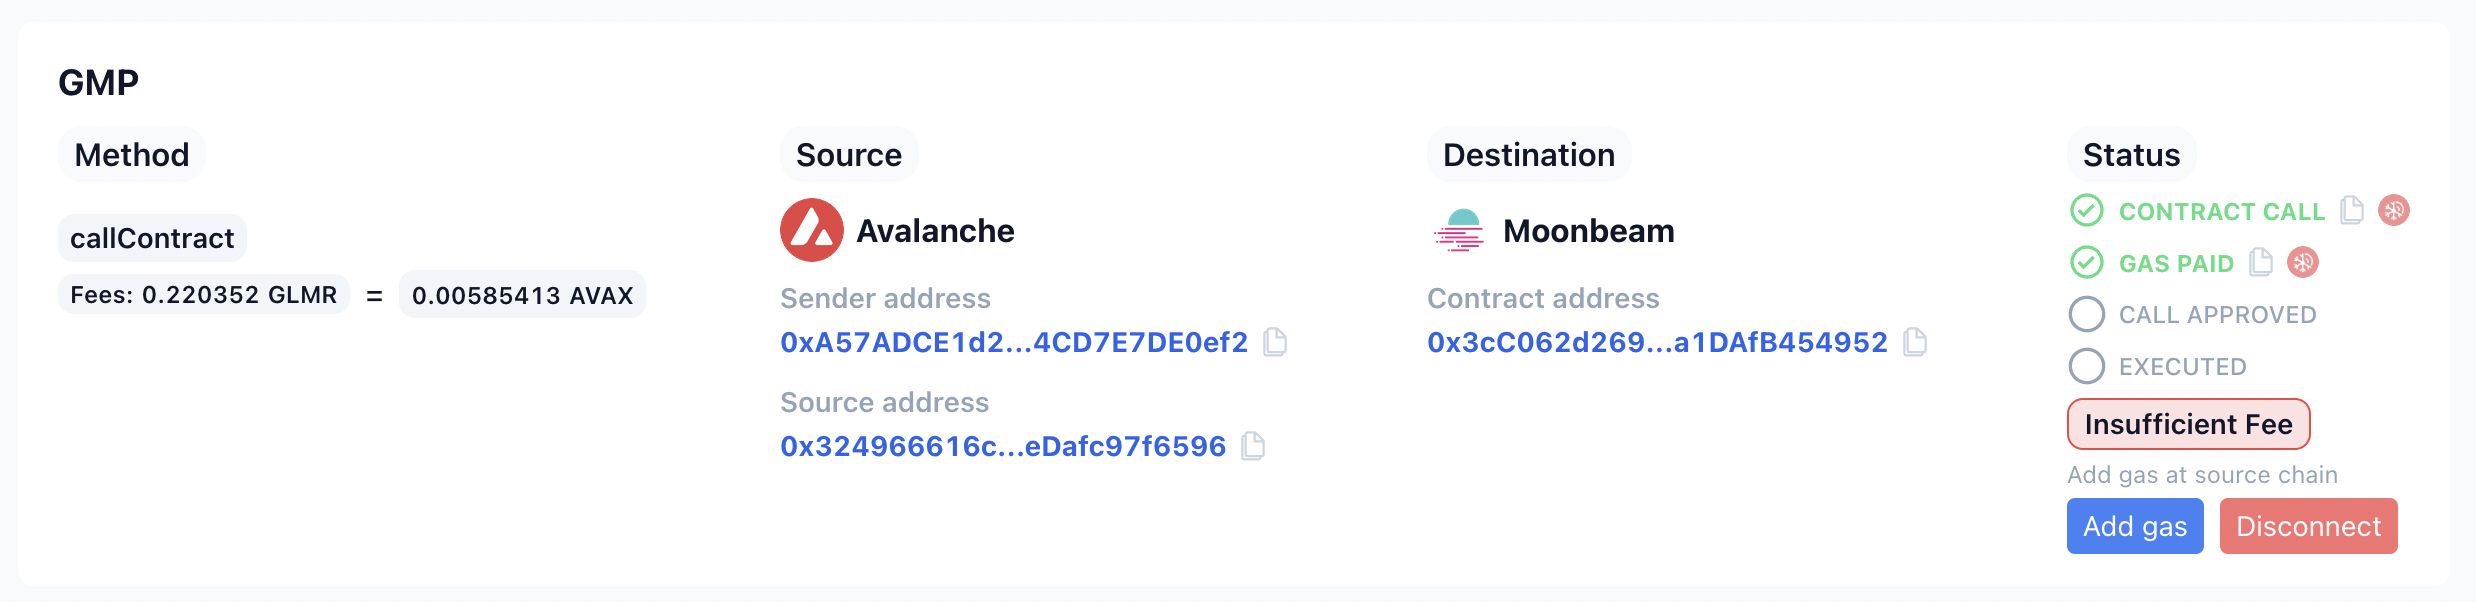 GMP
Method
callContract
Fees: 0.220352 GLMR = 0.00585413 AVAX
Source
Avalanche
Sender address
0xA57ADCE1d2...4CD7E7DE0ef2
Source address
0x324966616c...eDafc97f6596
Destination
Moonbeam
Contract address
0x3cC062d269...a1DAfB454952
Status
CONTRACT CALL
GAS PAID
CALL APPROVED
EXECUTED
Insufficient Fee
Add gas at source chain
Add gas Disconnect